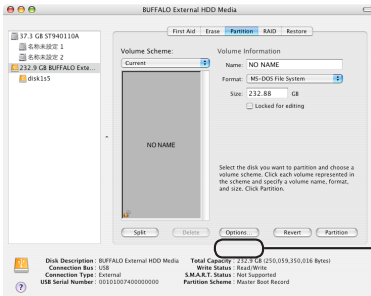 BUFFALO External HDD Media
First Aid Erase Partition RAID Restore
37.3 GB ST940110A
名称未設定 1
名称未設定 2
232.9 GB BUFFALO Exte...
disk1s5
Volume Scheme:
Current
NO NAME
Volume Information
Name: NO NAME
Format: MS-DOS File System
Size: 232.88 GB
Locked for editing
Select the disk you want to partition and choose a
volume scheme. Click each volume represented in
the scheme and specify a volume name, format,
and size. Click Partition.
Split Delete Options... Revert Partition
Disk Description : BUFFALO External HDD Media
Connection Bus : USB
Connection Type : External
USB Serial Number : 00101007400000000
Total Capacity : 232.9 GB (250,059,350,016 Bytes)
Write Status : Read/Write
S.M.A.R.T. Status : Not Supported
Partition Scheme : Master Boot Record
?